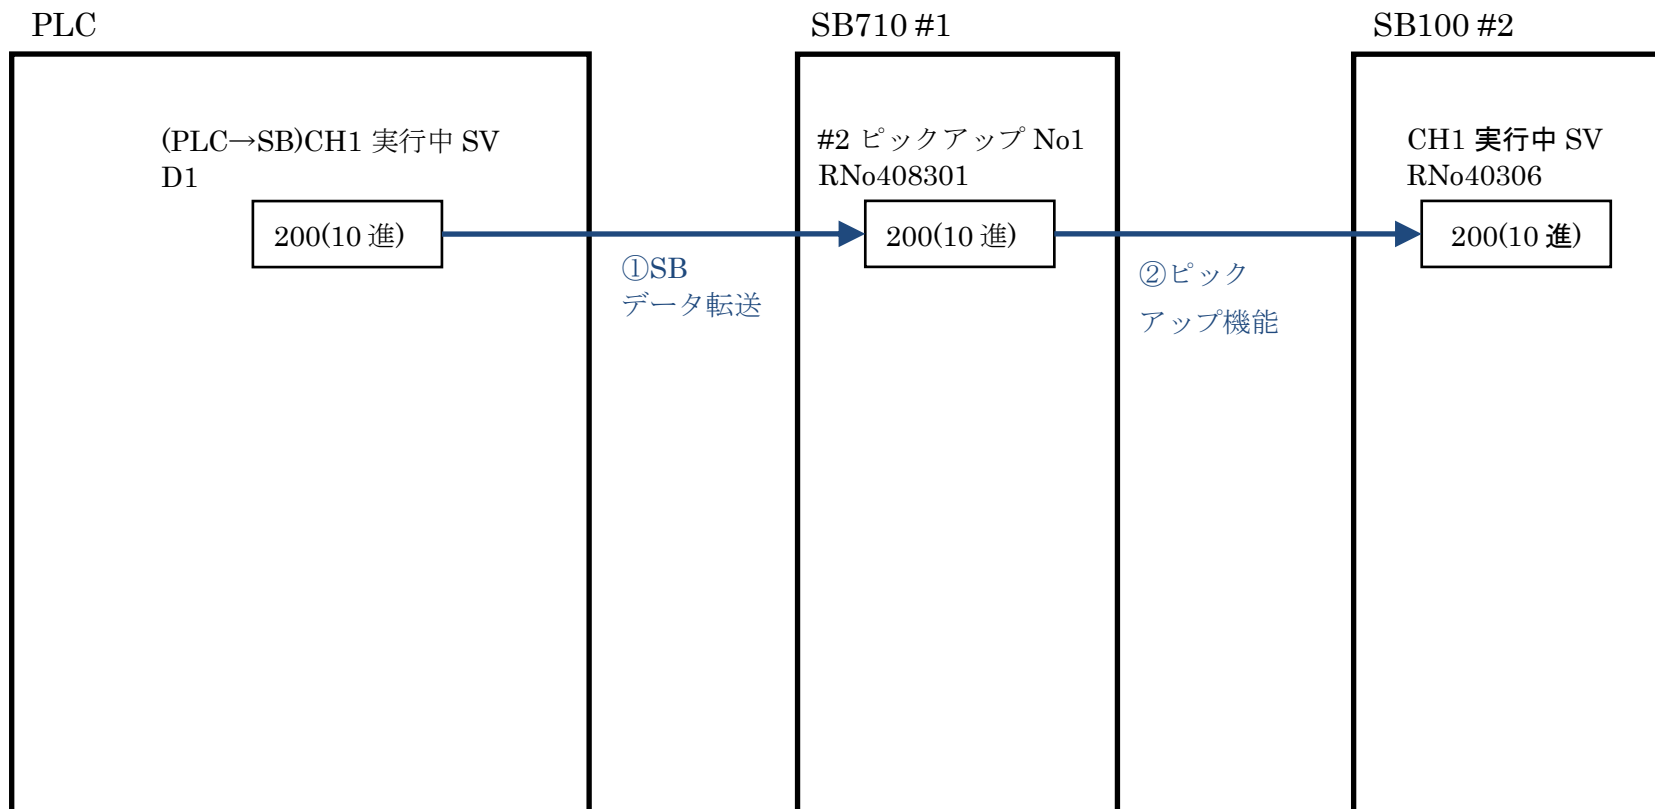 PLC
SB710 #1
SB100 #2
(PLC→SB)CH1 実行中 SV
D1
200(10 進)
①SB
データ転送
#2 ピックアップ No1
RNo408301
200(10 進)
②ピック
アップ機能
CH1 実行中 SV
RNo40306
200(10 進)